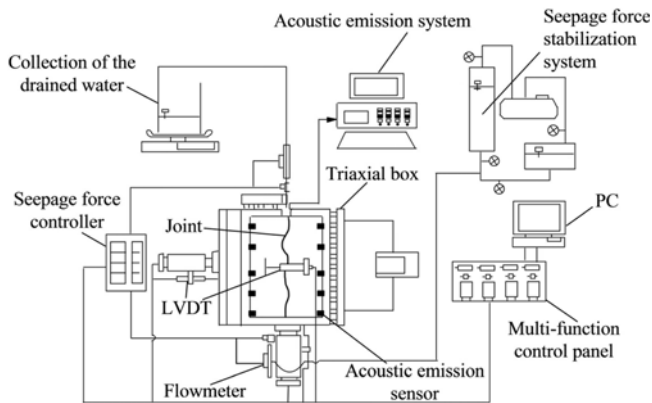 Acoustic emission system
Seepage force
stabilization
system
Collection of the
drained water
Triaxial box
Seepage force
controller
Joint
PC
LVDT
Multi-function
control panel
Flowmeter
Acoustic emission
sensor